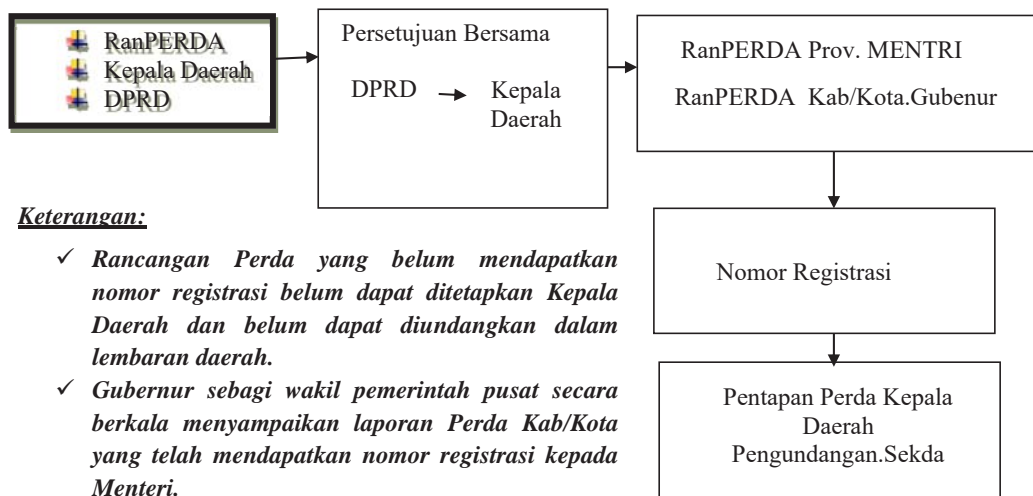 RanPERDA
Kepala Daerah
DPRD
Persetujuan Bersama
DPRD
Kepala
Daerah
RanPERDA Prov. MENTRI
RanPERDA Kab/Kota.Gubenur
Nomor Registrasi
Pentapan Perda Kepala
Daerah
Pengundangan.Sekda
Keterangan:
✓ Rancangan Perda yang belum mendapatkan
nomor registrasi belum dapat ditetapkan Kepala
Daerah dan belum dapat diundangkan dalam
lembaran daerah.
✓ Gubernur sebagi wakil pemerintah pusat secara
berkala menyampaikan laporan Perda Kab/Kota
yang telah mendapatkan nomor registrasi kepada
Menteri.